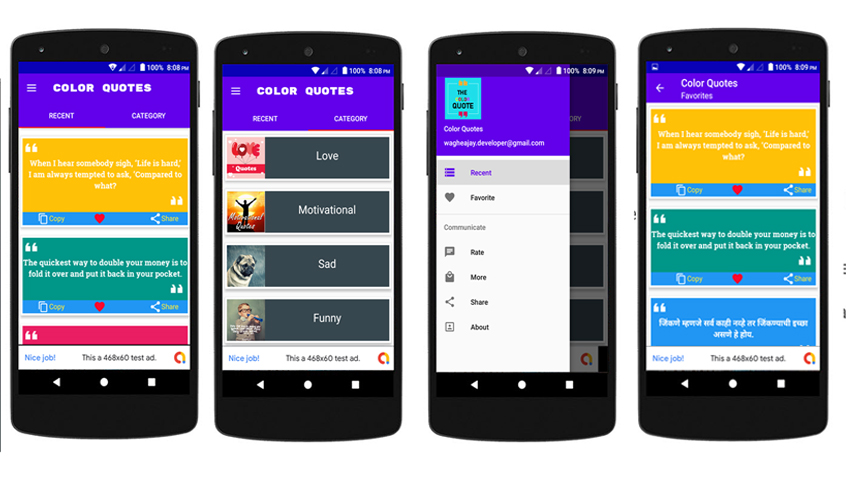 100% 8:08 PM
COLOR QUOTES
RECENT CATEGORY
When I hear somebody sigh, 'Life is hard,'
I am always tempted to ask, 'Compared to
what?
Copy Share
The quickest way to double your money is to
fold it over and put it back in your pocket.
Copy Share
Nice job! This a 468x60 test ad.
100% 8:08 PM
COLOR QUOTES
RECENT CATEGORY
Quotes
Love
Motivational
Quotes
Motivational
Sad
Funny
Nice job! This a 468x60 test ad.
100% 8:09 PM
THE
COLOR
QUOTE
Color Quotes
wagheajay.developer@gmail.com
Recent
Favorite
Communicate
Rate
More
Share
About
ORY
100% 8:09 PM
Color Quotes
Favorites
When I hear somebody sigh, 'Life is hard,'
I am always tempted to ask, 'Compared to
what?
Copy Share
The quickest way to double your money is to
fold it over and put it back in your pocket.
Copy Share
जिंकणे म्हणजे सर्व काही नव्हे तर जिंकण्याची इच्छा
असणे हे होय.
Nice job! This a 468x60 test ad.